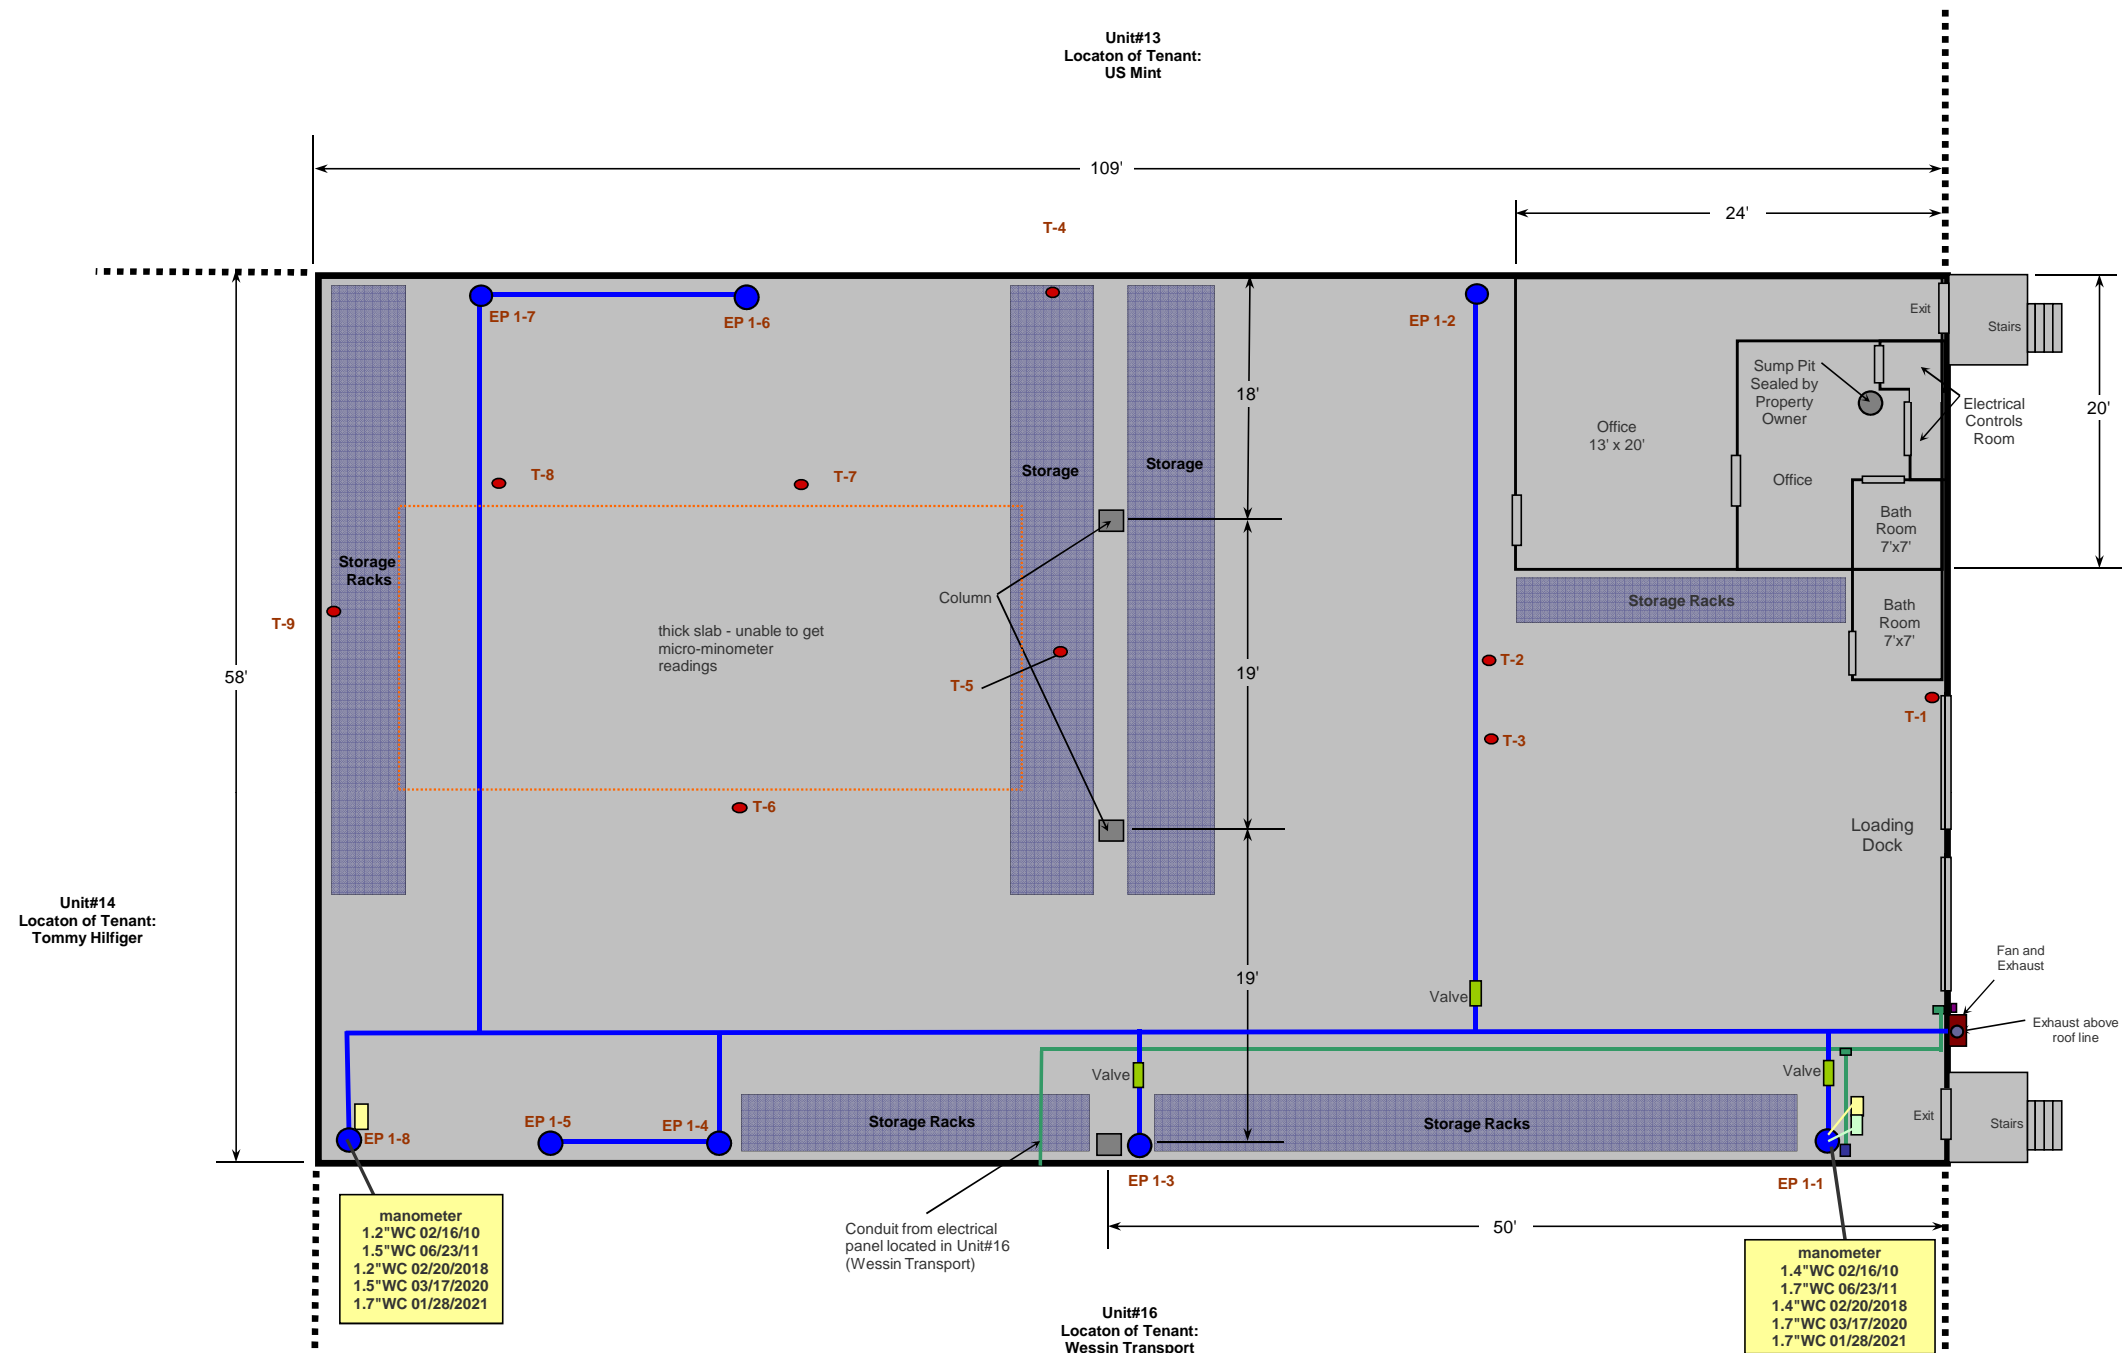 Unit#13
Locaton of Tenant:
US Mint
109'
24'
T-4
EP 1-7
EP 1-6
EP 1-2
Exit
Stairs
18'
Sump Pit
Sealed by
Property
Owner
Electrical
Controls
Room
20'
Office
13' x 20'
Storage
Storage
T-8
T-7
Office
Bath
Room
7'x7'
Storage
Racks
Column
Storage Racks
Bath
Room
7'x7'
T-9
thick slab - unable to get
micro-minometer
readings
58'
19'
T-5
T-2
T-1
T-3
T-6
Loading
Dock
Unit#14
Locaton of Tenant:
Tommy Hilfiger
19'
Valve
Fan and
Exhaust
Exhaust above
roof line
Valve
Valve
EP 1-8
EP 1-5
EP 1-4
Storage Racks
Storage Racks
Exit
Stairs
EP 1-3
EP 1-1
manometer
1.2"WC 02/16/10
1.5"WC 06/23/11
1.2"WC 02/20/2018
1.5"WC 03/17/2020
1.7"WC 01/28/2021
Conduit from electrical
panel located in Unit#16
(Wessin Transport)
50'
manometer
1.4"WC 02/16/10
1.7"WC 06/23/11
1.4"WC 02/20/2018
1.7"WC 03/17/2020
1.7"WC 01/28/2021
Unit#16
Locaton of Tenant:
Wessin Transport